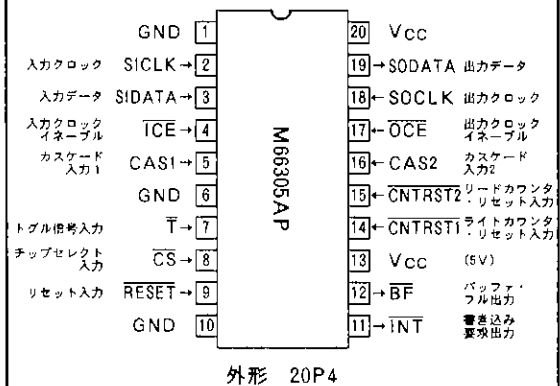 GND 1
入力クロック SICLK→ 2
入力データ SIDATA→ 3
入力クロック
イネーブル I̅C̅E̅→ 4
カスケード
入力1 CAS1→ 5
GND 6
トグル信号入力 T̅→ 7
チップセレクト
入力 C̅S̅→ 8
リセット入力 R̅E̅S̅E̅T̅→ 9
GND 10
M66305AP
20 VCC
19 →SODATA 出力データ
18 ←SOCLK 出力クロック
17 ←O̅C̅E̅ 出力クロック
イネーブル
16 ←CAS2 カスケード
入力2
15 ←C̅N̅T̅R̅S̅T̅2̅ リードカウンタ
・リセット入力
14 ←C̅N̅T̅R̅S̅T̅1̅ ライトカウンタ
・リセット入力
13 VCC (5V)
12 →B̅F̅ バッファ・
フル出力
11 →I̅N̅T̅ 書き込み
要求出力
外形 20P4